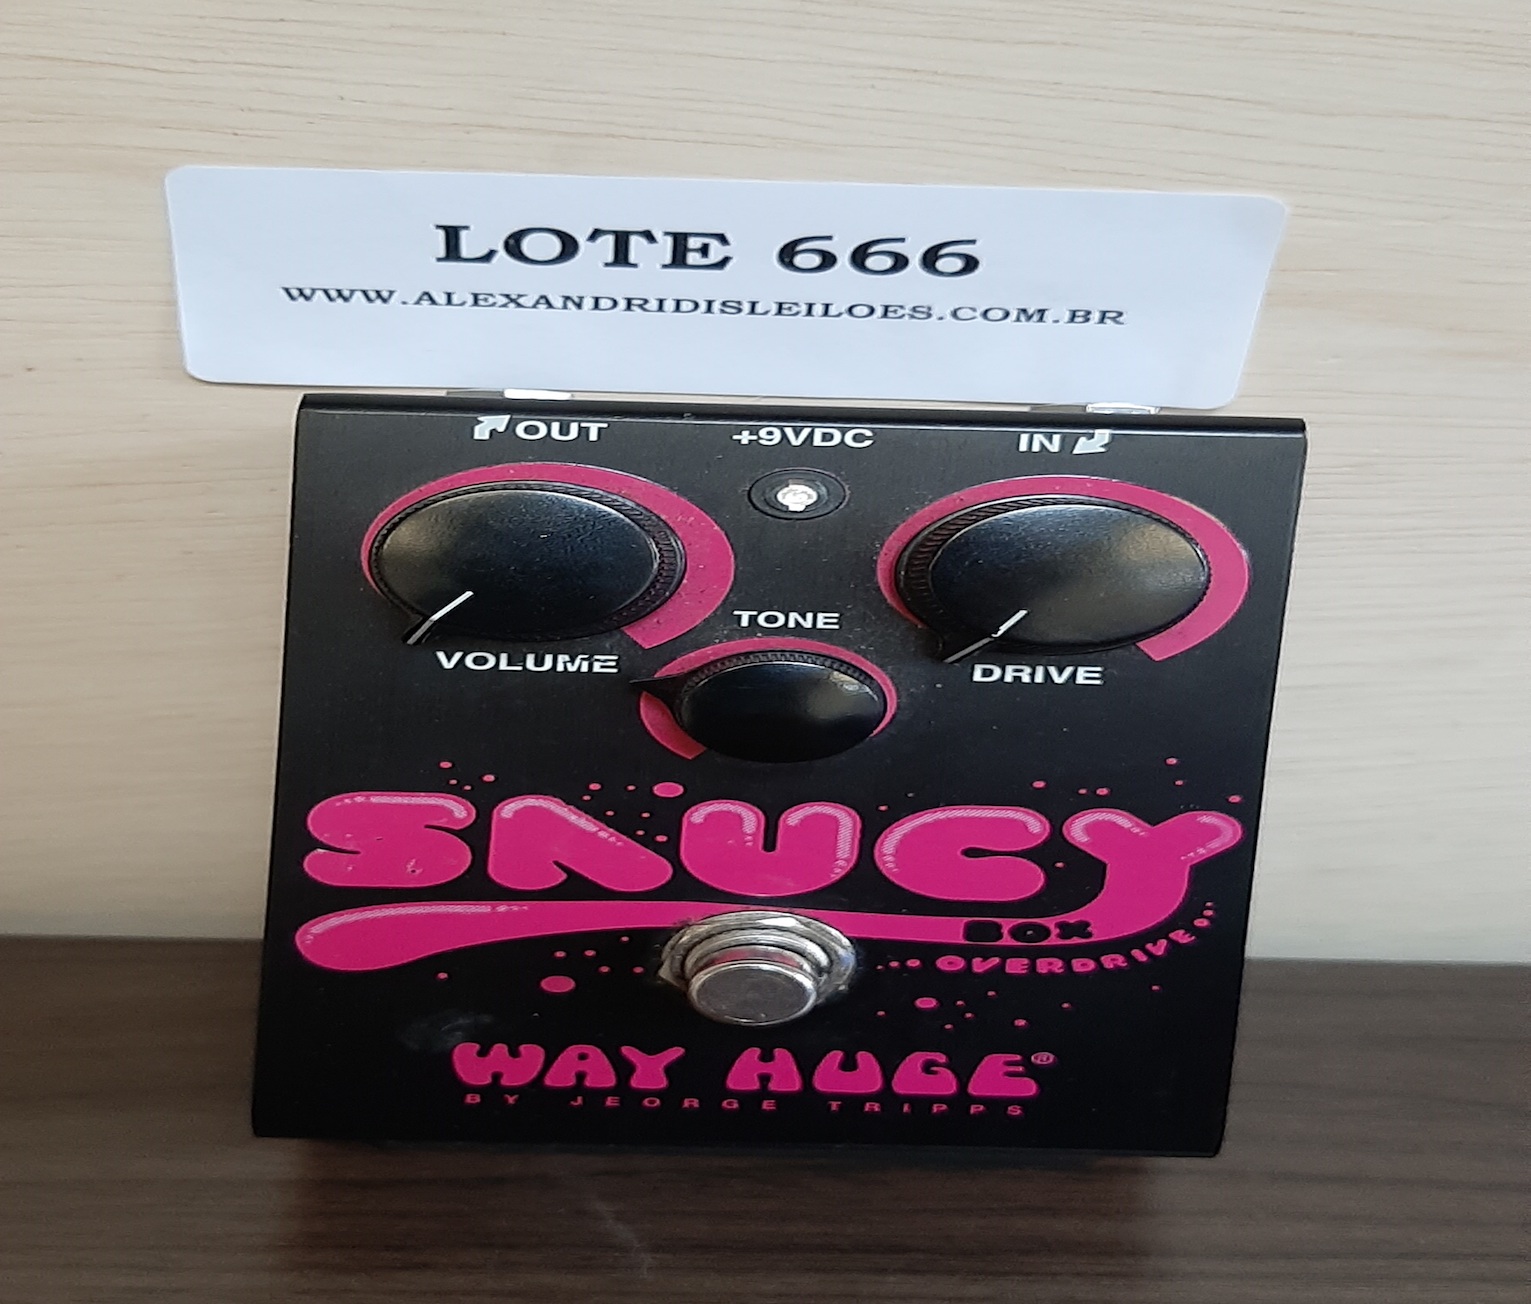 LOTE 666
WWW.ALEXANDRIDISLEILOES.COM.BR
OUT +9VDC IN
TONE
VOLUME DRIVE
SAUCY
BOX
...OVERDRIVE...
WAY HUGE®
BY JEORGE TRIPPS